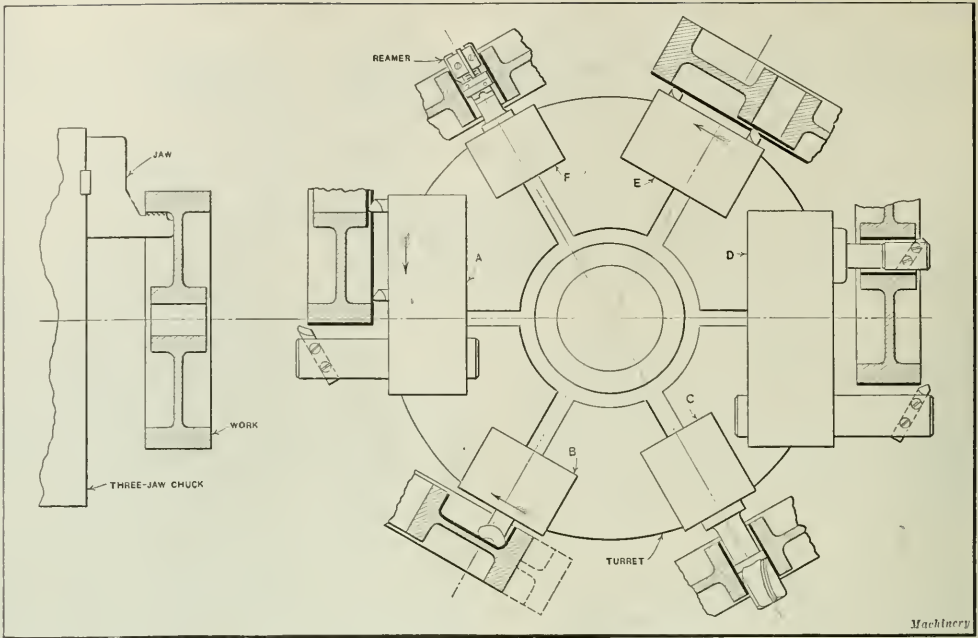 REAMER
JAW
F
E
A
D
WORK
C
B
THREE-JAW CHUCK
TURRET
Machinery